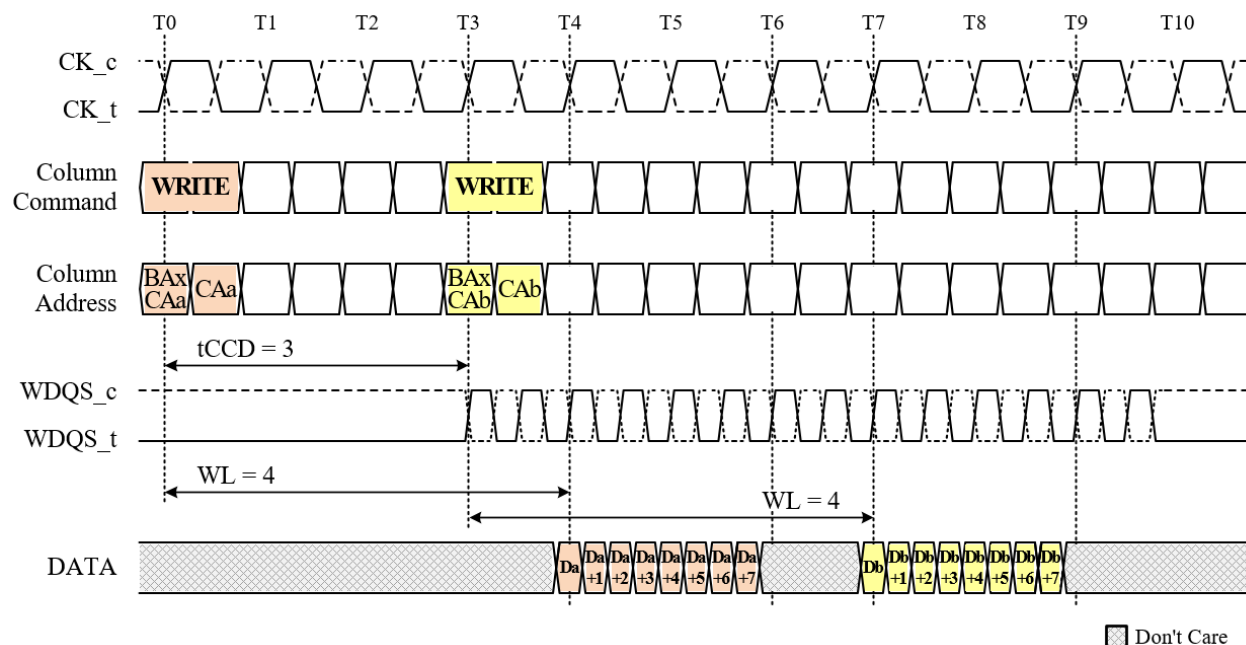 T0 T1 T2 T3 T4 T5 T6 T7 T8 T9 T10
CK_c
CK_t
Column
Command
WRITE WRITE
Column
Address
BAx
CAa
CAa
BAx
CAb
CAb
tCCD = 3
WDQS_c
WDQS_t
WL = 4
WL = 4
DATA
Da
Da
+1
Da
+2
Da
+3
Da
+4
Da
+5
Da
+6
Da
+7
Db
Db
+1
Db
+2
Db
+3
Db
+4
Db
+5
Db
+6
Db
+7
Don't Care